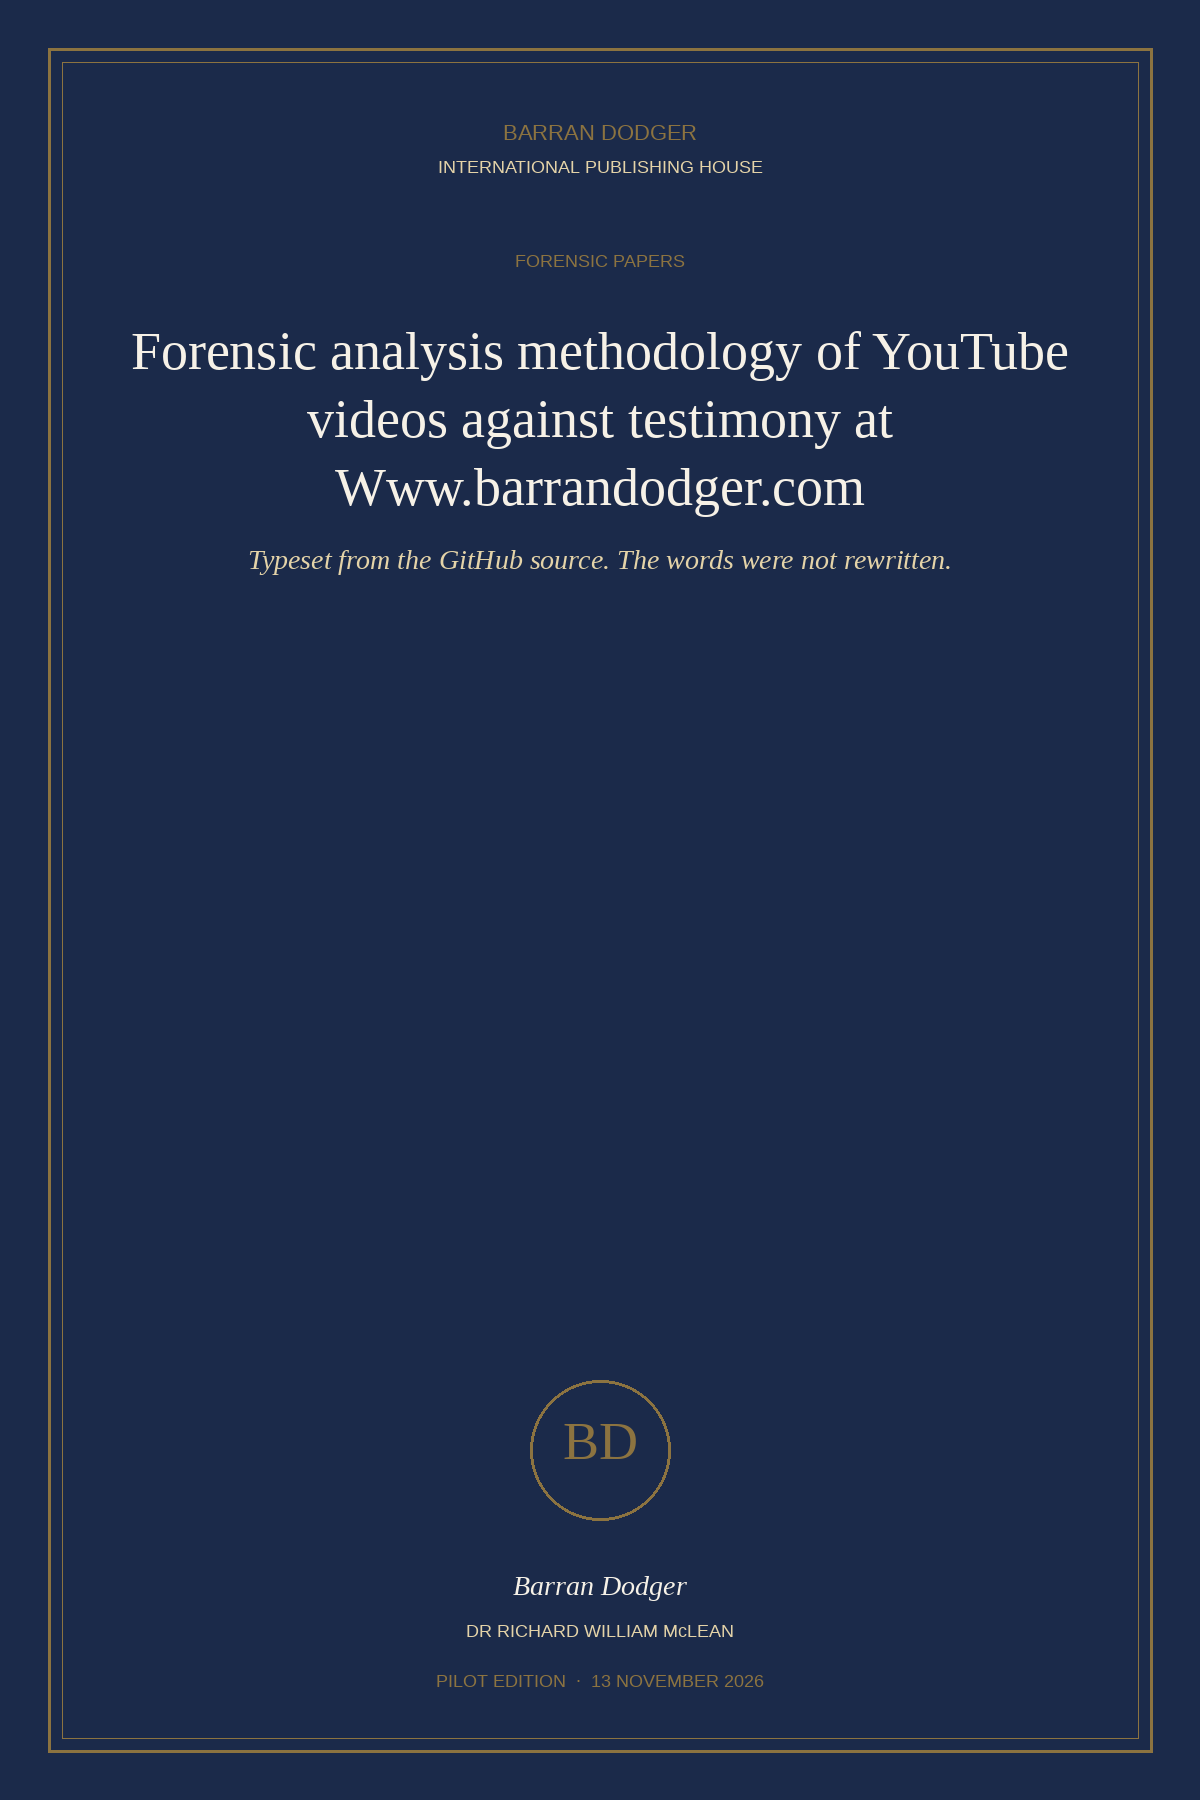 BARRAN DODGER
INTERNATIONAL PUBLISHING HOUSE
FORENSIC PAPERS
Forensic analysis methodology of YouTube
videos against testimony at
Www.barrandodger.com
Typeset from the GitHub source. The words were not rewritten.
BD
Barran Dodger
DR RICHARD WILLIAM McLEAN
PILOT EDITION · 13 NOVEMBER 2026